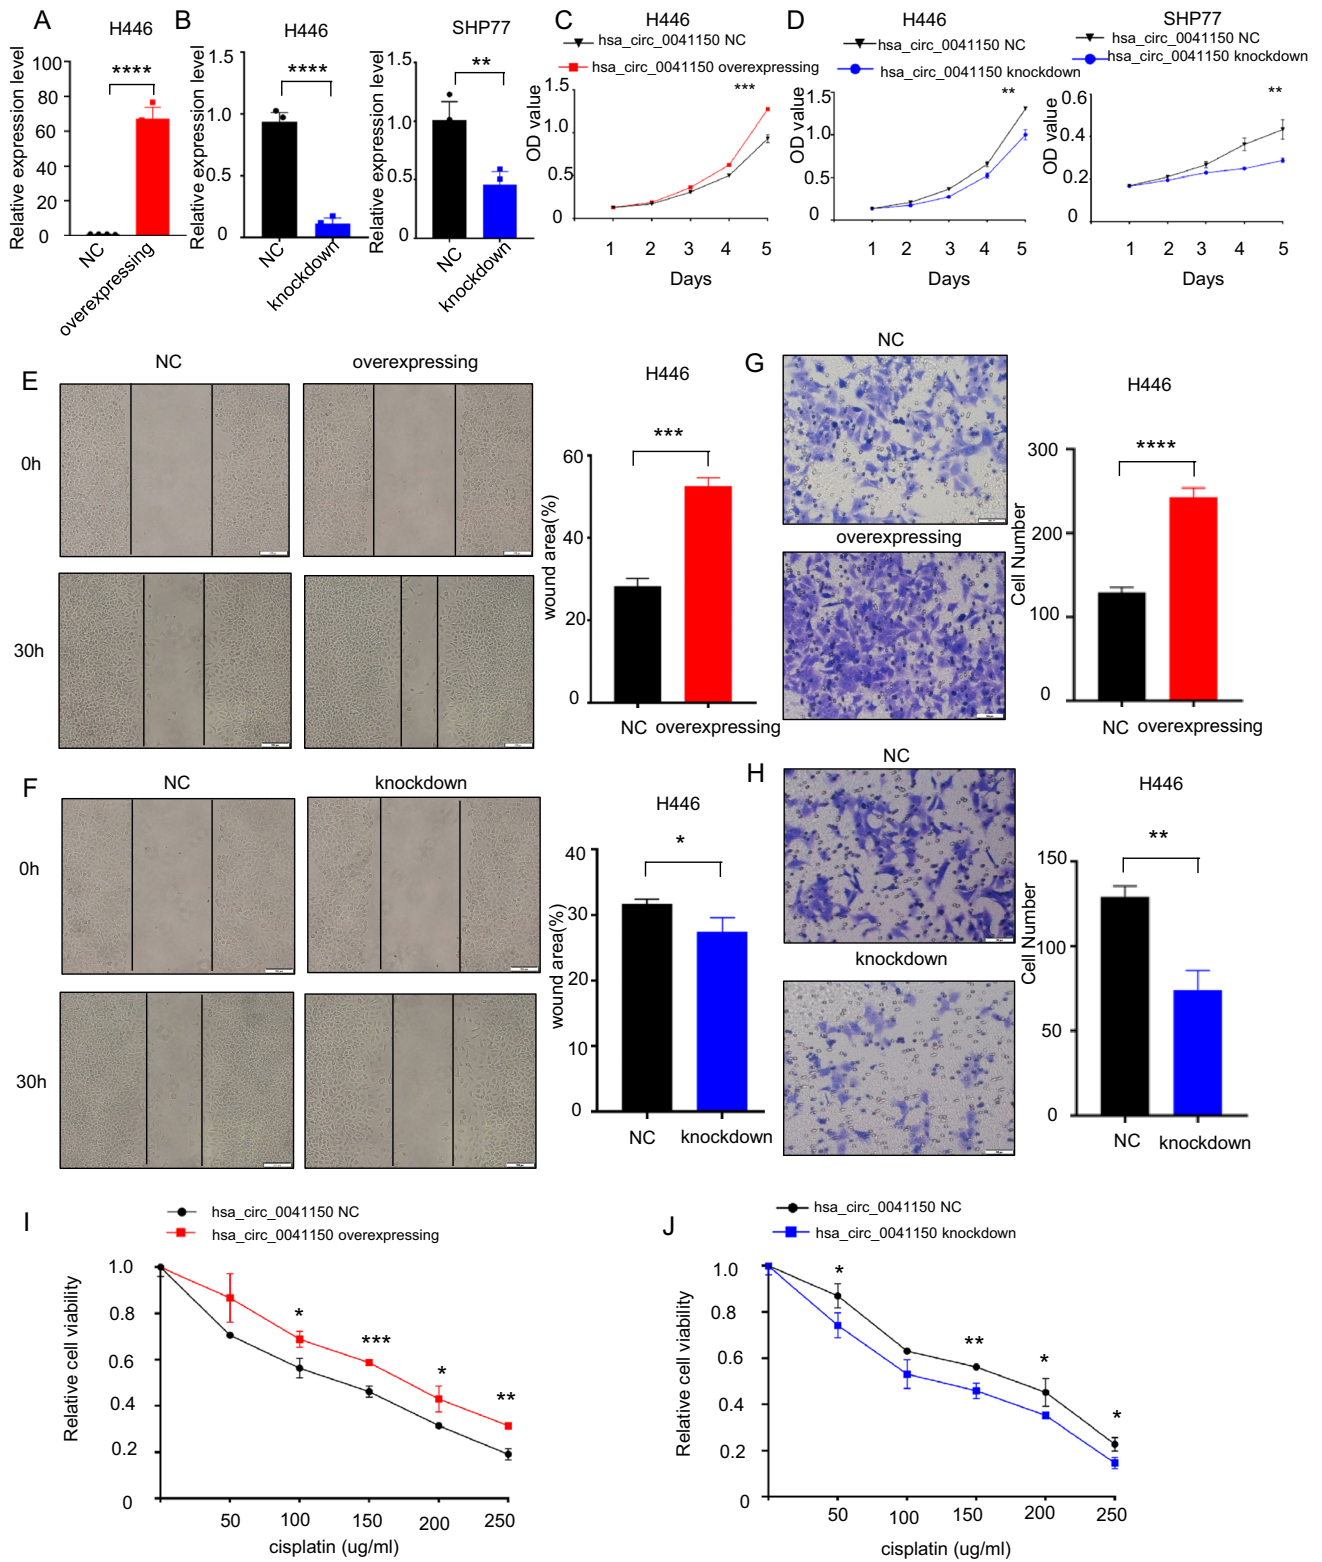 A
H446
Relative expression level
100
80
60
40
20
0
****
NC
overexpressing
B
H446
Relative expression level
1.5
1.0
0.5
0
****
NC
knockdown
SHP77
Relative expression level
1.5
1.0
0.5
0
**
NC
knockdown
C
H446
hsa_circ_0041150 NC
hsa_circ_0041150 overexpressing
OD value
1.5
1.0
0.5
0
***
1 2 3 4 5
Days
D
H446
hsa_circ_0041150 NC
hsa_circ_0041150 knockdown
OD value
1.5
1.0
0.5
0
**
1 2 3 4 5
Days
SHP77
hsa_circ_0041150 NC
hsa_circ_0041150 knockdown
OD value
0.6
0.4
0.2
0
**
1 2 3 4 5
Days
E
NC
overexpressing
0h
30h
H446
wound area(%)
60
40
20
0
***
NC overexpressing
G
NC
overexpressing
H446
Cell Number
300
200
100
0
****
NC overexpressing
F
NC
knockdown
0h
30h
H446
wound area(%)
40
30
20
10
0
*
NC knockdown
H
NC
knockdown
H446
Cell Number
150
100
50
0
**
NC knockdown
I
hsa_circ_0041150 NC
hsa_circ_0041150 overexpressing
Relative cell viability
1.0
0.8
0.6
0.4
0.2
0
*
***
*
**
50 100 150 200 250
cisplatin (ug/ml)
J
hsa_circ_0041150 NC
hsa_circ_0041150 knockdown
Relative cell viability
1.0
0.8
0.6
0.4
0.2
0
*
**
*
*
50 100 150 200 250
cisplatin (ug/ml)